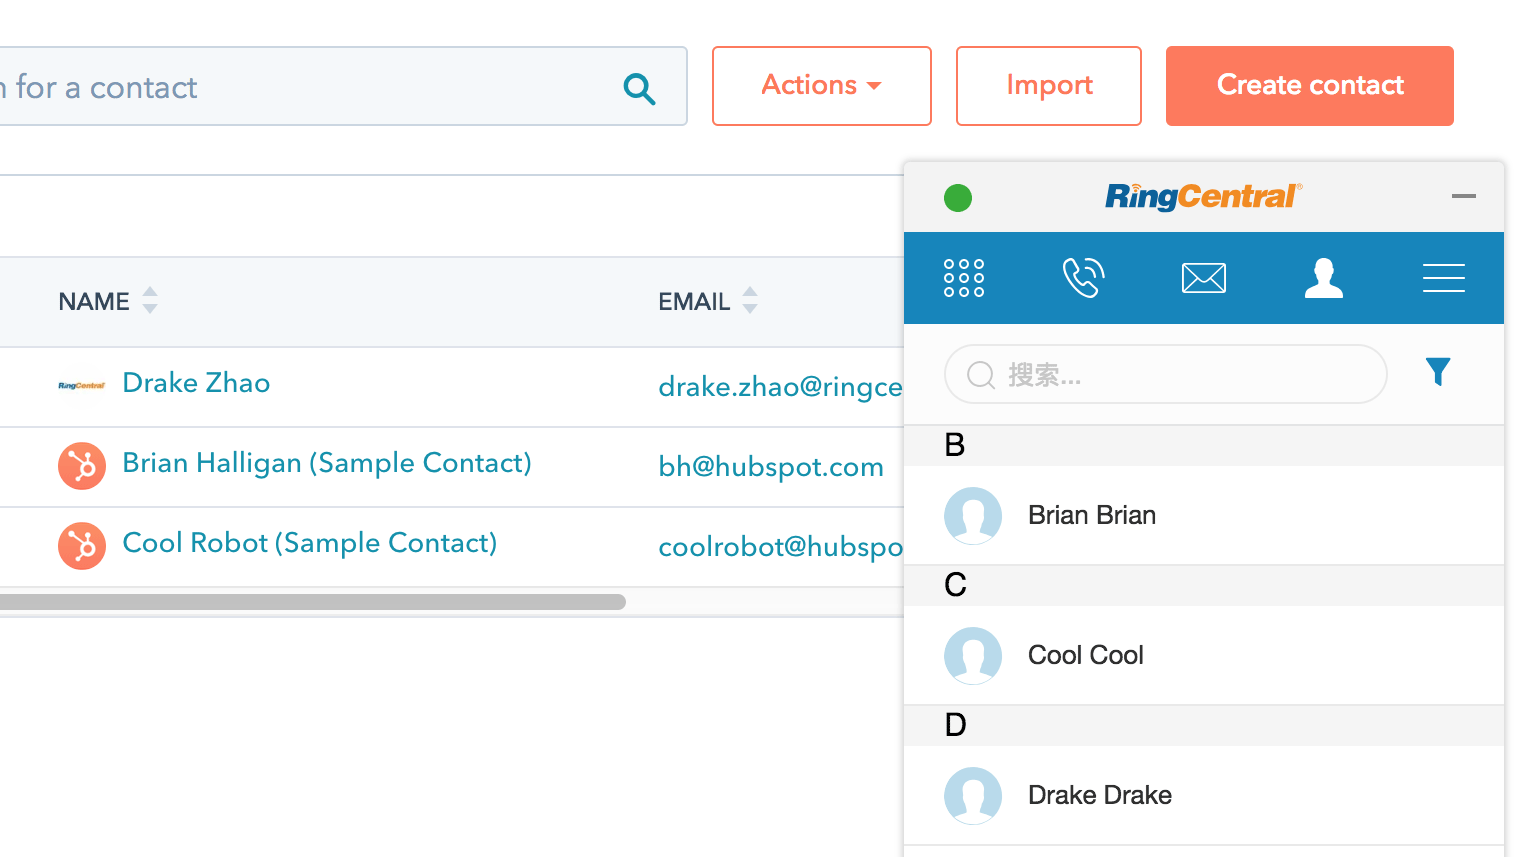 for a contact
Actions
Import
Create contact
RingCentral
NAME
EMAIL
RingCentral
Drake Zhao
drake.zhao@ringce
Brian Halligan (Sample Contact)
bh@hubspot.com
Cool Robot (Sample Contact)
coolrobot@hubspo
搜索...
B
Brian Brian
C
Cool Cool
D
Drake Drake